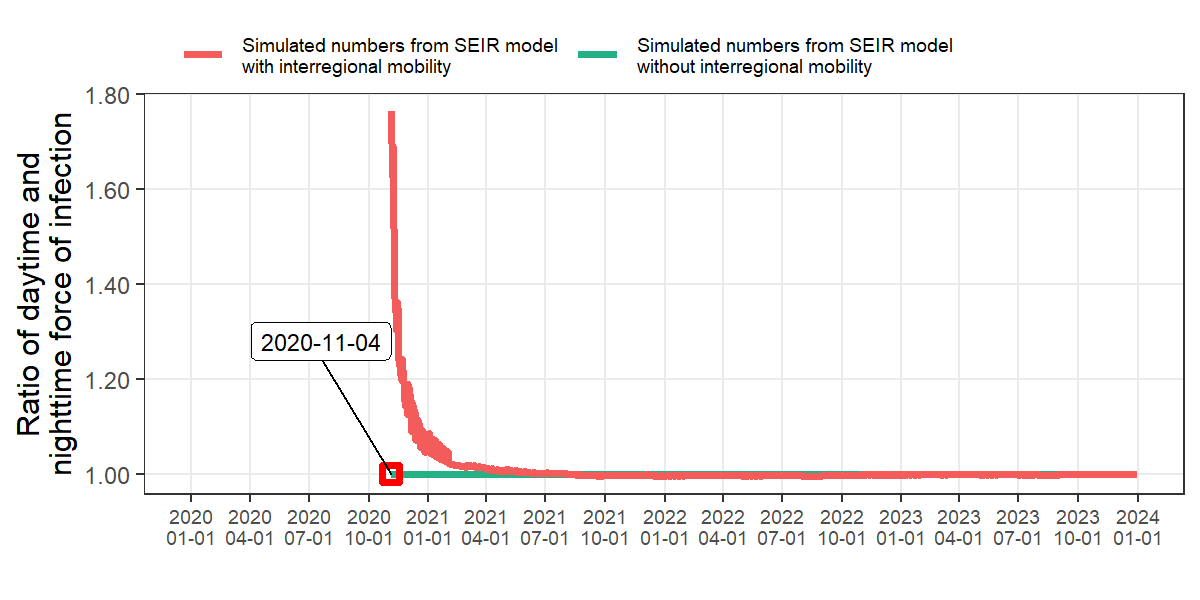 Simulated numbers from SEIR model
with interregional mobility
Simulated numbers from SEIR model
without interregional mobility
Ratio of daytime and
nighttime force of infection
1.80
1.60
1.40
1.20
1.00
2020-11-04
2020 2020 2020 2020 2021 2021 2021 2021 2022 2022 2022 2022 2023 2023 2023 2023 2024
01-01 04-01 07-01 10-01 01-01 04-01 07-01 10-01 01-01 04-01 07-01 10-01 01-01 04-01 07-01 10-01 01-01